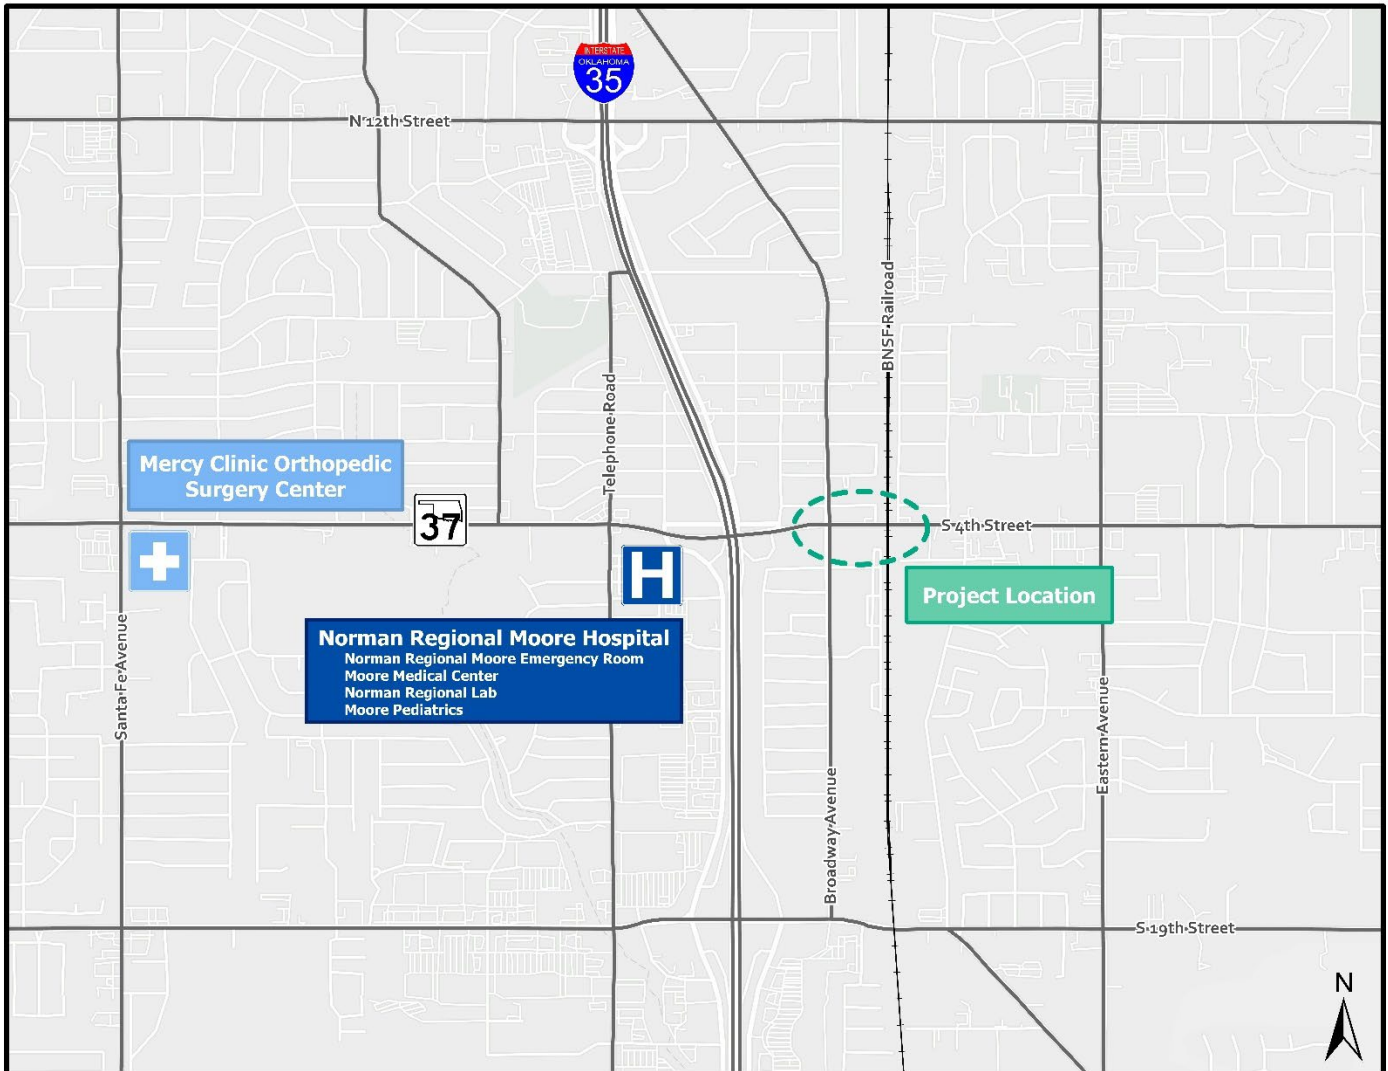 INTERSTATE
OKLAHOMA
35
N 12th Street
BNSF Railroad
Telephone Road
Mercy Clinic Orthopedic
Surgery Center
37
S 4th Street
H
Project Location
Norman Regional Moore Hospital
Norman Regional Moore Emergency Room
Moore Medical Center
Norman Regional Lab
Moore Pediatrics
Santa Fe Avenue
Eastern Avenue
Broadway Avenue
S 19th Street
N